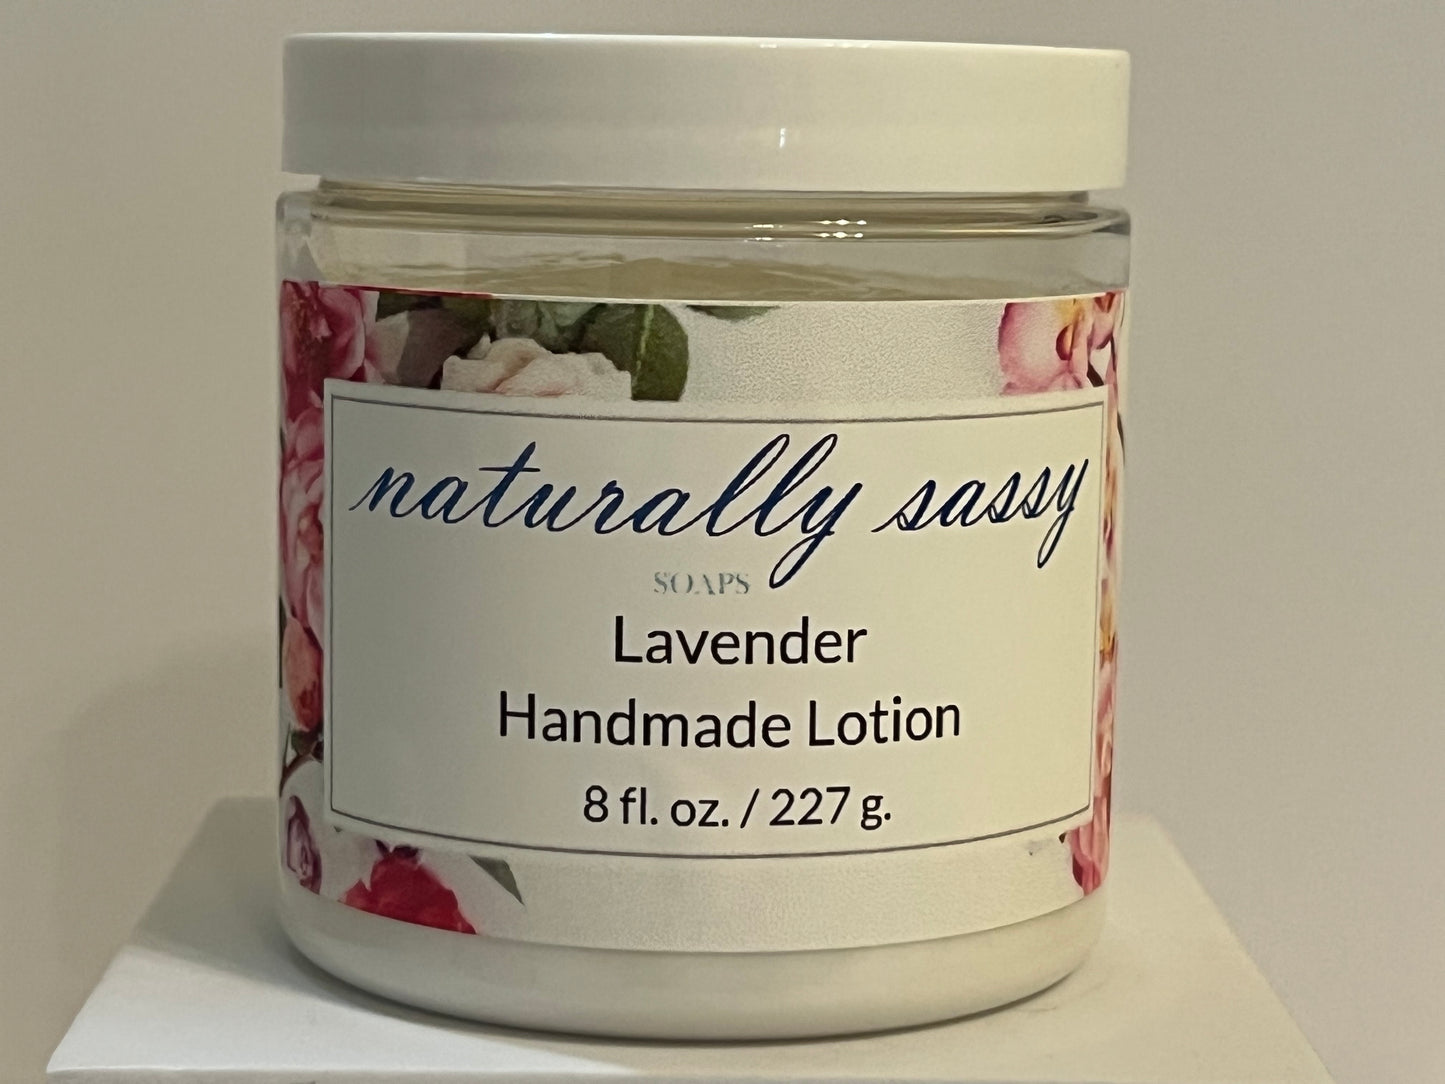 naturally sassy
SOAPS
Lavender
Handmade Lotion
8 fl. oz. / 227 g.